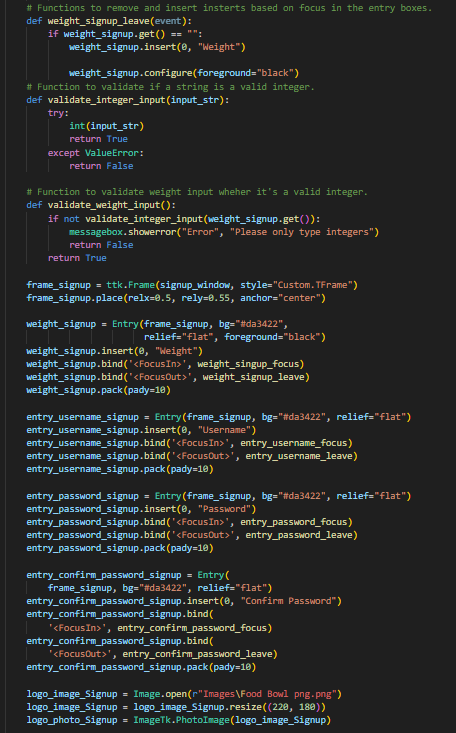 # Functions to remove and insert insterts based on focus in the entry boxes.
def weight_signup_leave(event):
    if weight_signup.get() == "":
        weight_signup.insert(0, "Weight")

        weight_signup.configure(foreground="black")
# Function to validate if a string is a valid integer.
def validate_integer_input(input_str):
    try:
        int(input_str)
        return True
    except ValueError:
        return False

# Function to validate weight input wheher it's a valid integer.
def validate_weight_input():
    if not validate_integer_input(weight_signup.get()):
        messagebox.showerror("Error", "Please only type integers")
        return False
    return True

frame_signup = ttk.Frame(signup_window, style="Custom.TFrame")
frame_signup.place(relx=0.5, rely=0.55, anchor="center")

weight_signup = Entry(frame_signup, bg="#da3422",
                      relief="flat", foreground="black")
weight_signup.insert(0, "Weight")
weight_signup.bind('<FocusIn>', weight_singup_focus)
weight_signup.bind('<FocusOut>', weight_signup_leave)
weight_signup.pack(pady=10)

entry_username_signup = Entry(frame_signup, bg="#da3422", relief="flat")
entry_username_signup.insert(0, "Username")
entry_username_signup.bind('<FocusIn>', entry_username_focus)
entry_username_signup.bind('<FocusOut>', entry_username_leave)
entry_username_signup.pack(pady=10)

entry_password_signup = Entry(frame_signup, bg="#da3422", relief="flat")
entry_password_signup.insert(0, "Password")
entry_password_signup.bind('<FocusIn>', entry_password_focus)
entry_password_signup.bind('<FocusOut>', entry_password_leave)
entry_password_signup.pack(pady=10)

entry_confirm_password_signup = Entry(
    frame_signup, bg="#da3422", relief="flat")
entry_confirm_password_signup.insert(0, "Confirm Password")
entry_confirm_password_signup.bind(
    '<FocusIn>', entry_confirm_password_focus)
entry_confirm_password_signup.bind(
    '<FocusOut>', entry_confirm_password_leave)
entry_confirm_password_signup.pack(pady=10)

logo_image_Signup = Image.open(r"Images\Food Bowl png.png")
logo_image_Signup = logo_image_Signup.resize((220, 180))
logo_photo_Signup = ImageTk.PhotoImage(logo_image_Signup)